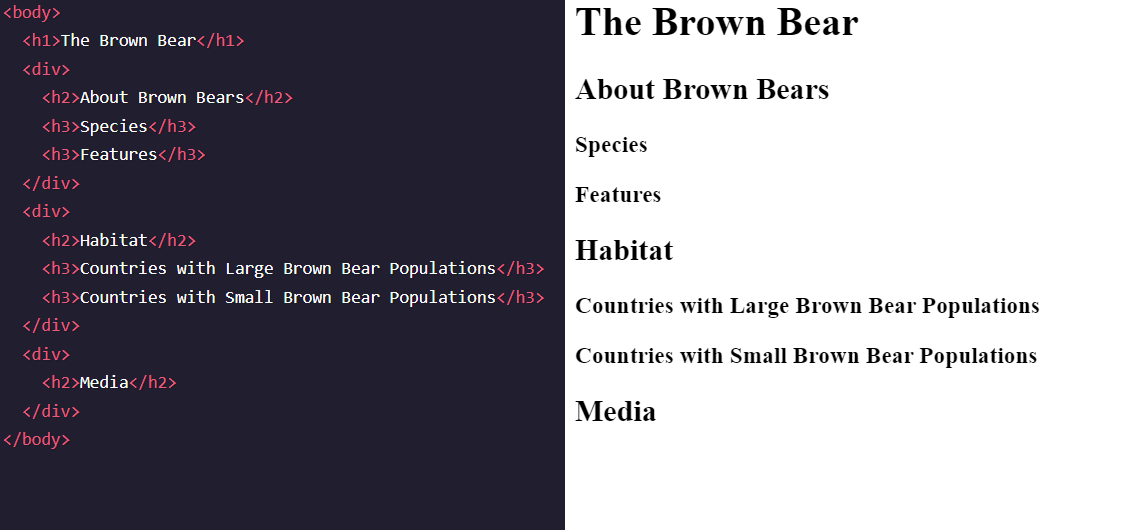 <body>
  <h1>The Brown Bear</h1>
  <div>
    <h2>About Brown Bears</h2>
    <h3>Species</h3>
    <h3>Features</h3>
  </div>
  <div>
    <h2>Habitat</h2>
    <h3>Countries with Large Brown Bear Populations</h3>
    <h3>Countries with Small Brown Bear Populations</h3>
  </div>
  <div>
    <h2>Media</h2>
  </div>
</body>
The Brown Bear
About Brown Bears
Species
Features
Habitat
Countries with Large Brown Bear Populations
Countries with Small Brown Bear Populations
Media